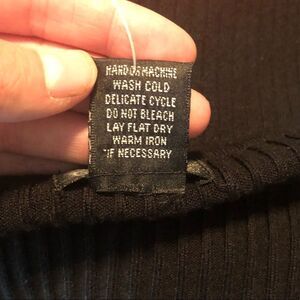 HAND OR MACHINE
WASH COLD
DELICATE CYCLE
DO NOT BLEACH
LAY FLAT DRY
WARM IRON
IF NECESSARY